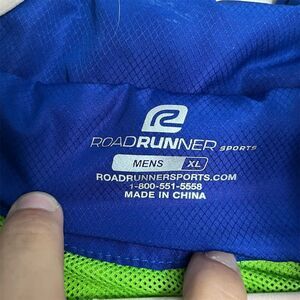 ROADRUNNER SPORTS
MENS XL
ROADRUNNERSPORTS.COM
1-800-551-5558
MADE IN CHINA